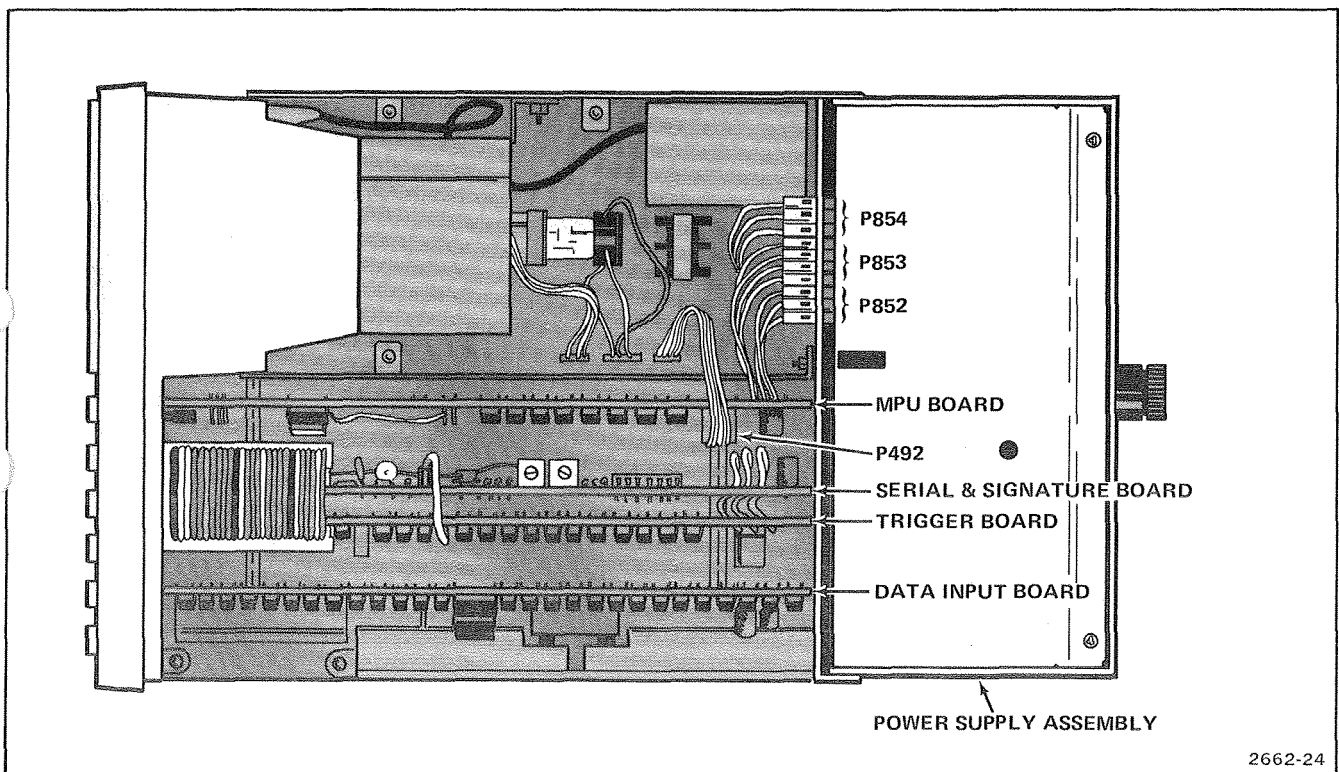 P854
P853
P852
MPU BOARD
P492
SERIAL & SIGNATURE BOARD
TRIGGER BOARD
DATA INPUT BOARD
POWER SUPPLY ASSEMBLY
2662-24